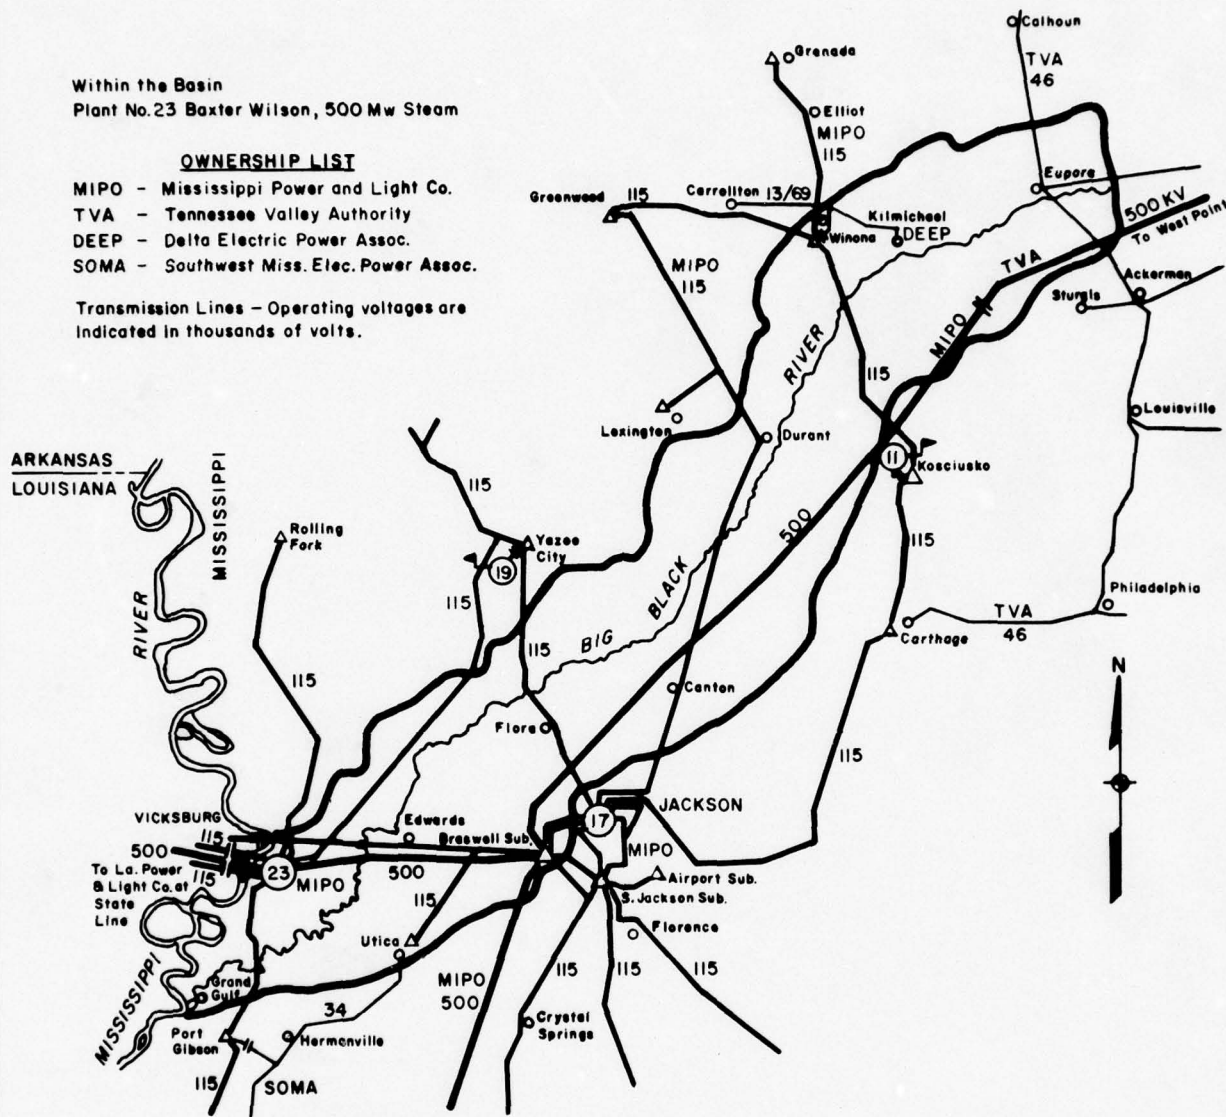 Within the Basin
Plant No.23 Baxter Wilson, 500 Mw Steam
OWNERSHIP LIST
MIPO – Mississippi Power and Light Co.
TVA – Tennessee Valley Authority
DEEP – Delta Electric Power Assoc.
SOMA – Southwest Miss. Elec. Power Assoc.
Transmission Lines – Operating voltages are
indicated in thousands of volts.
Calhoun
TVA
46
Grenada
Elliot
MIPO
115
Eupora
Greenwood
115
Carrollton
13/69
Kilmichael
DEEP
Winona
500 KV
To West Point
TVA
MIPO
115
Ackerman
Sturgis
MIPO
RIVER
115
Louisville
Lexington
Durant
11
Kosciusko
ARKANSAS
LOUISIANA
MISSISSIPPI
115
Rolling
Fork
Yazoo
City
19
500
115
RIVER
115
BLACK
BIG
Philadelphia
TVA
46
Carthage
115
115
N
Canton
Flora
115
VICKSBURG
115
500
115
To La. Power
& Light Co. at
State
Line
23
MIPO
Edwards
Braswell Sub.
17
JACKSON
MIPO
500
115
Airport Sub.
S. Jackson Sub.
Florence
Utica
MIPO
500
115
115
115
Grand
Gulf
34
MISSISSIPPI
Port
Gibson
Hermanville
Crystal
Springs
115
SOMA